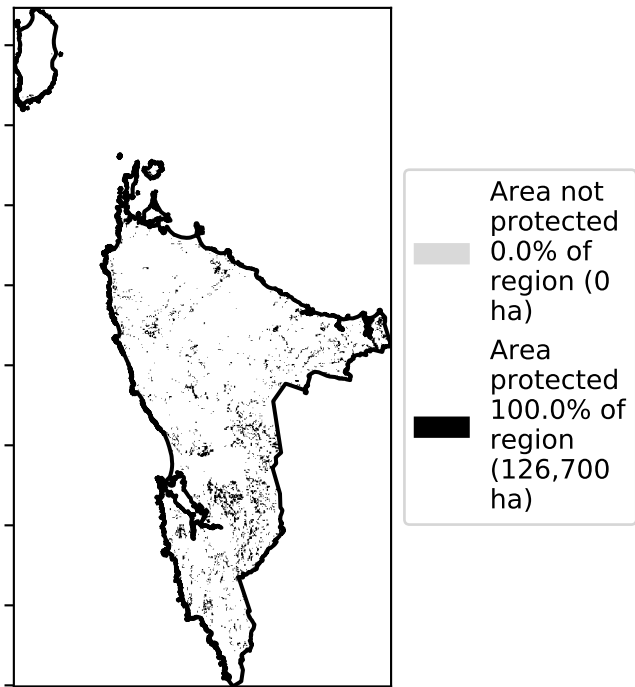 Area not
protected
0.0% of
region (0
ha)
Area
protected
100.0% of
region
(126,700
ha)